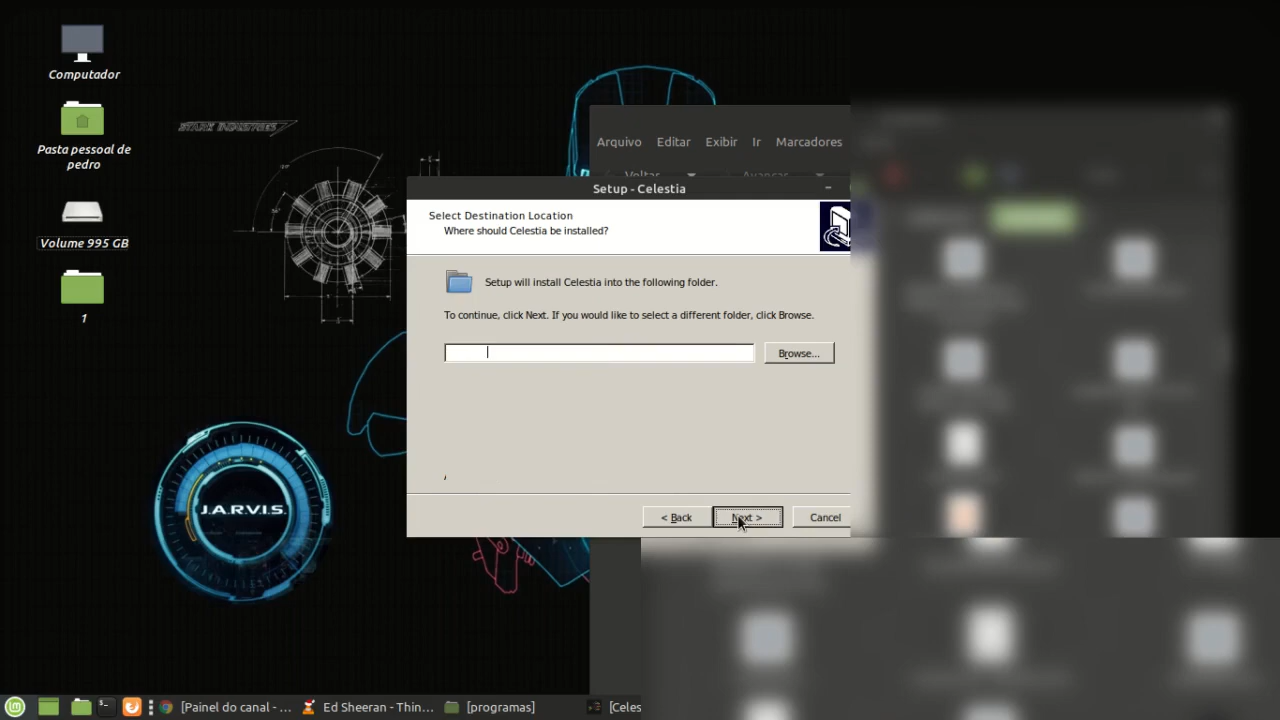 Computador
Pasta pessoal de
pedro
Volume 995 GB
1
STARK INDUSTRIES
J.A.R.V.I.S.
Arquivo Editar Exibir Ir Marcadores
Voltar Avançar
Setup - Celestia
Select Destination Location
Where should Celestia be installed?
Setup will install Celestia into the following folder.
To continue, click Next. If you would like to select a different folder, click Browse.
Browse...
< Back Next > Cancel
[Painel do canal - ... Ed Sheeran - Thin... [programas] [Celes